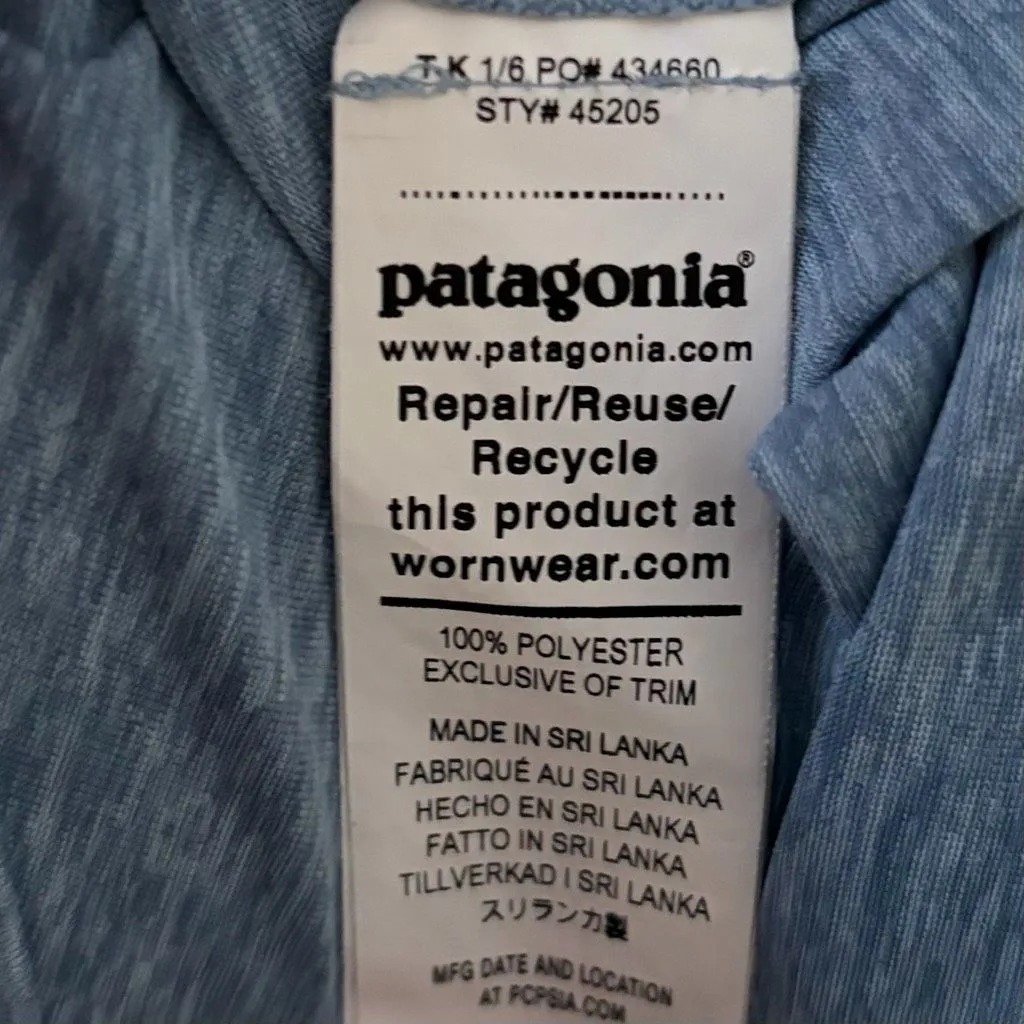 T.K 1/6 PO# 434660
STY# 45205
patagonia®
www.patagonia.com
Repair/Reuse/
Recycle
this product at
wornwear.com
100% POLYESTER
EXCLUSIVE OF TRIM
MADE IN SRI LANKA
FABRIQUÉ AU SRI LANKA
HECHO EN SRI LANKA
FATTO IN SRI LANKA
TILLVERKAD I SRI LANKA
スリランカ製
MFG DATE AND LOCATION
AT PCPSIA.COM